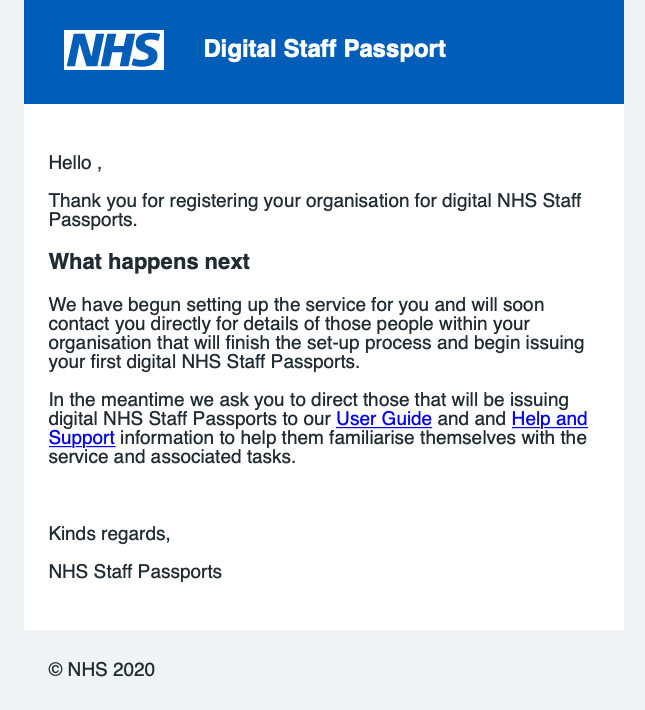 NHS Digital Staff Passport
Hello ,
Thank you for registering your organisation for digital NHS Staff
Passports.
What happens next
We have begun setting up the service for you and will soon
contact you directly for details of those people within your
organisation that will finish the set-up process and begin issuing
your first digital NHS Staff Passports.
In the meantime we ask you to direct those that will be issuing
digital NHS Staff Passports to our User Guide and and Help and
Support information to help them familiarise themselves with the
service and associated tasks.
Kinds regards,
NHS Staff Passports
© NHS 2020